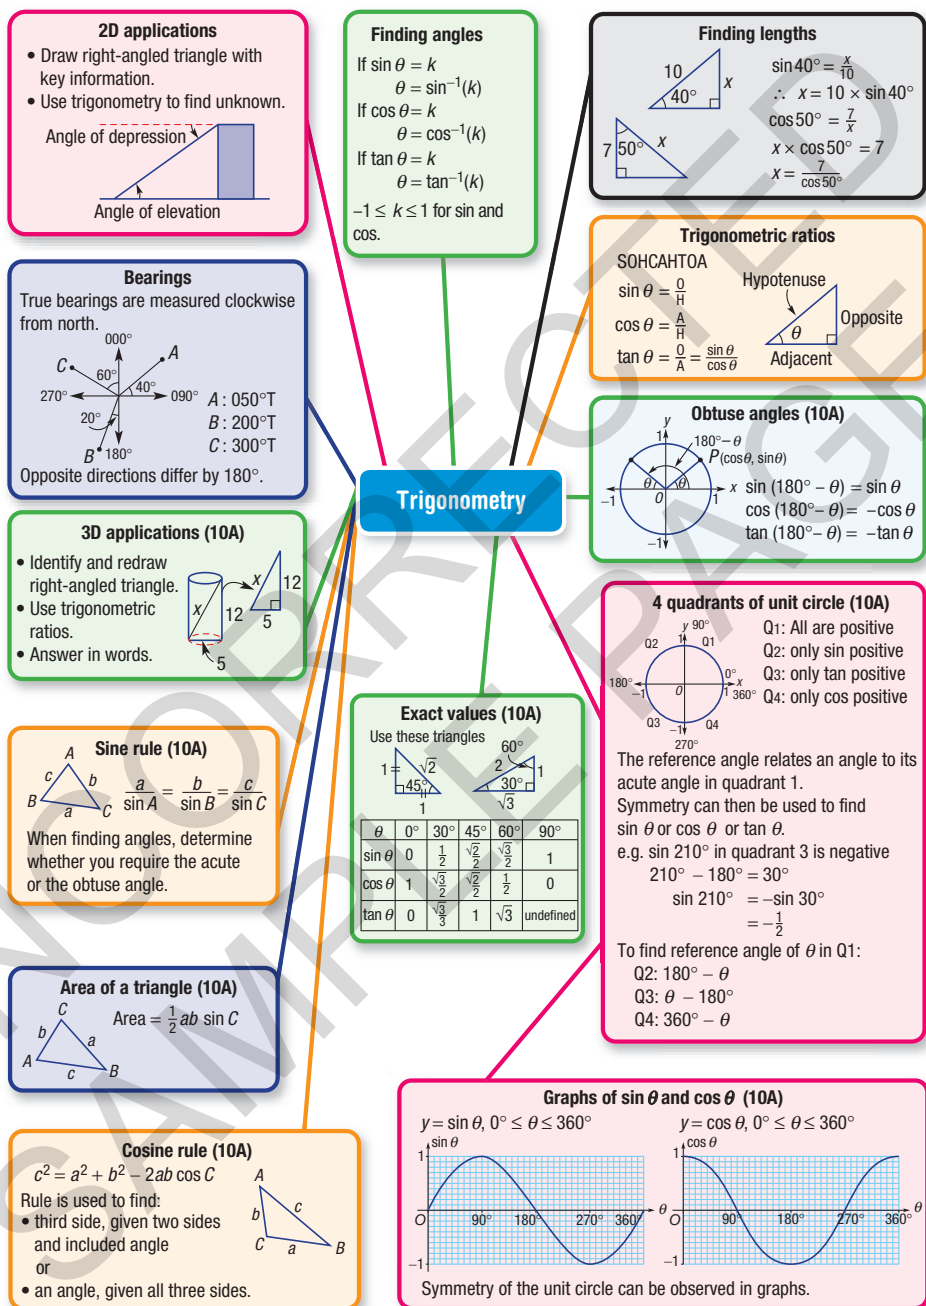 2D applications
• Draw right-angled triangle with
key information.
• Use trigonometry to find unknown.
Angle of depression
Angle of elevation
Finding angles
If sin θ = k
θ = sin⁻¹(k)
If cos θ = k
θ = cos⁻¹(k)
If tan θ = k
θ = tan⁻¹(k)
–1 ≤ k ≤ 1 for sin and
cos.
Finding lengths
10
x
40°
sin 40° = x/10
∴ x = 10 × sin 40°
7
50°
x
cos 50° = 7/x
x × cos 50° = 7
x = 7/cos 50°
Trigonometric ratios
SOHCAHTOA
sin θ = O/H
cos θ = A/H
tan θ = O/A = sin θ/cos θ
Hypotenuse
Opposite
θ
Adjacent
Bearings
True bearings are measured clockwise
from north.
000°
C
A
60°
40°
270°
090°
20°
B
180°
A : 050°T
B : 200°T
C : 300°T
Opposite directions differ by 180°.
Obtuse angles (10A)
y
1
180°– θ
P(cos θ, sin θ)
θ
θ
–1
O
1
x
–1
sin (180° – θ) = sin θ
cos (180° – θ) = –cos θ
tan (180° – θ) = –tan θ
Trigonometry
3D applications (10A)
• Identify and redraw
right-angled triangle.
• Use trigonometric
ratios.
• Answer in words.
x
12
5
x
12
5
4 quadrants of unit circle (10A)
y 90°
Q2
1
Q1
180°
–1
O
0°
1
x
360°
Q3
–1
Q4
270°
Q1: All are positive
Q2: only sin positive
Q3: only tan positive
Q4: only cos positive
The reference angle relates an angle to its
acute angle in quadrant 1.
Symmetry can then be used to find
sin θ or cos θ or tan θ.
e.g. sin 210° in quadrant 3 is negative
210° – 180° = 30°
sin 210° = –sin 30°
= –1/2
To find reference angle of θ in Q1:
Q2: 180° – θ
Q3: θ – 180°
Q4: 360° – θ
Exact values (10A)
Use these triangles
1
√2
45°
1
60°
2
1
30°
√3
θ 0° 30° 45° 60° 90°
sin θ 0 1/2 √2/2 √3/2 1
cos θ 1 √3/2 √2/2 1/2 0
tan θ 0 √3/3 1 √3 undefined
Sine rule (10A)
A
c
b
B
a
C
a/sin A = b/sin B = c/sin C
When finding angles, determine
whether you require the acute
or the obtuse angle.
Area of a triangle (10A)
C
b
a
A
c
B
Area = 1/2 ab sin C
Cosine rule (10A)
c² = a² + b² – 2ab cos C
Rule is used to find:
• third side, given two sides
and included angle
or
• an angle, given all three sides.
A
b
c
C
a
B
Graphs of sin θ and cos θ (10A)
y = sin θ, 0° ≤ θ ≤ 360°
sin θ
1
O
90°
180°
270°
360°
θ
–1
y = cos θ, 0° ≤ θ ≤ 360°
cos θ
1
O
90°
180°
270°
360°
θ
–1
Symmetry of the unit circle can be observed in graphs.
UNCORRECTED
SAMPLE PAGES